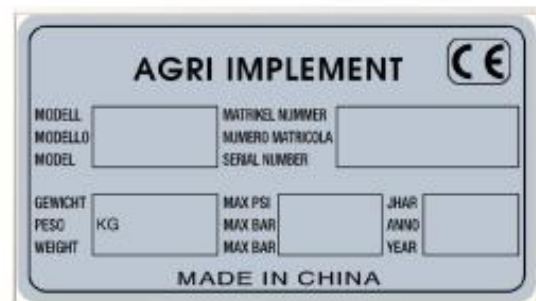 AGRI IMPLEMENT CE
MODELL MATRIKEL NUMMER
MODELLO NUMERO MATRICOLA
MODEL SERIAL NUMBER
GEWICHT MAX PSI JHAR
PESO KG MAX BAR ANNO
WEIGHT MAX BAR YEAR
MADE IN CHINA